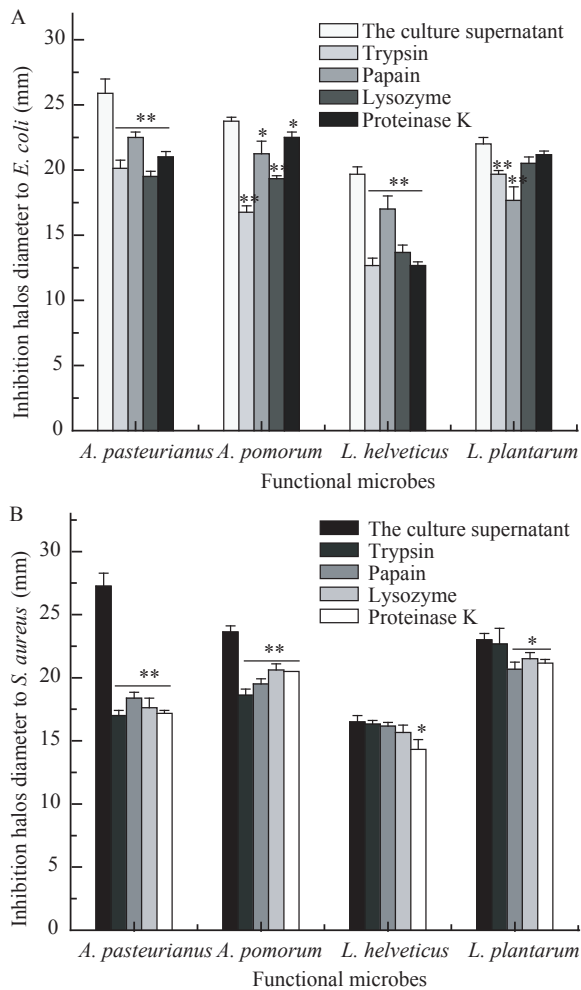 A
Inhibition halos diameter to E. coli (mm)
30
25
20
15
10
5
0
The culture supernatant
Trypsin
Papain
Lysozyme
Proteinase K
**
**
*
**
*
**
**
**
A. pasteurianus A. pomorum L. helveticus L. plantarum
Functional microbes
B
Inhibition halos diameter to S. aureus (mm)
30
25
20
15
10
5
0
The culture supernatant
Trypsin
Papain
Lysozyme
Proteinase K
**
**
*
*
A. pasteurianus A. pomorum L. helveticus L. plantarum
Functional microbes